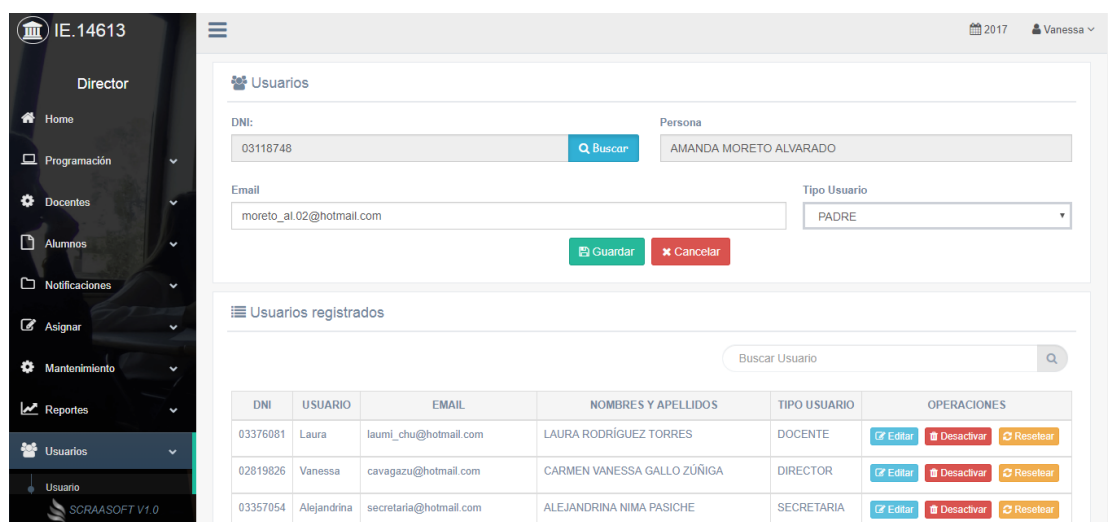 IE.14613
2017 Vanessa
Director
Home
Programación
Docentes
Alumnos
Notificaciones
Asignar
Mantenimiento
Reportes
Usuarios
Usuario
SCRAASOFT V1.0
Usuarios
DNI: Persona
03118748 Buscar AMANDA MORETO ALVARADO
Email Tipo Usuario
moreto_al.02@hotmail.com PADRE
Guardar Cancelar
Usuarios registrados
Buscar Usuario
DNI USUARIO EMAIL NOMBRES Y APELLIDOS TIPO USUARIO OPERACIONES
03376081 Laura laumi_chu@hotmail.com LAURA RODRÍGUEZ TORRES DOCENTE Editar Desactivar Resetear
02819826 Vanessa cavagazu@hotmail.com CARMEN VANESSA GALLO ZÚÑIGA DIRECTOR Editar Desactivar Resetear
03357054 Alejandrina secretaria@hotmail.com ALEJANDRINA NIMA PASICHE SECRETARIA Editar Desactivar Resetear